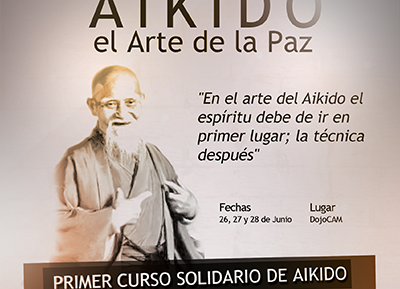 AIKIDO
el Arte de la Paz
"En el arte del Aikido el
espíritu debe de ir en
primer lugar; la técnica
después"
Fechas
26, 27 y 28 de Junio
Lugar
DojoCAM
PRIMER CURSO SOLIDARIO DE AIKIDO